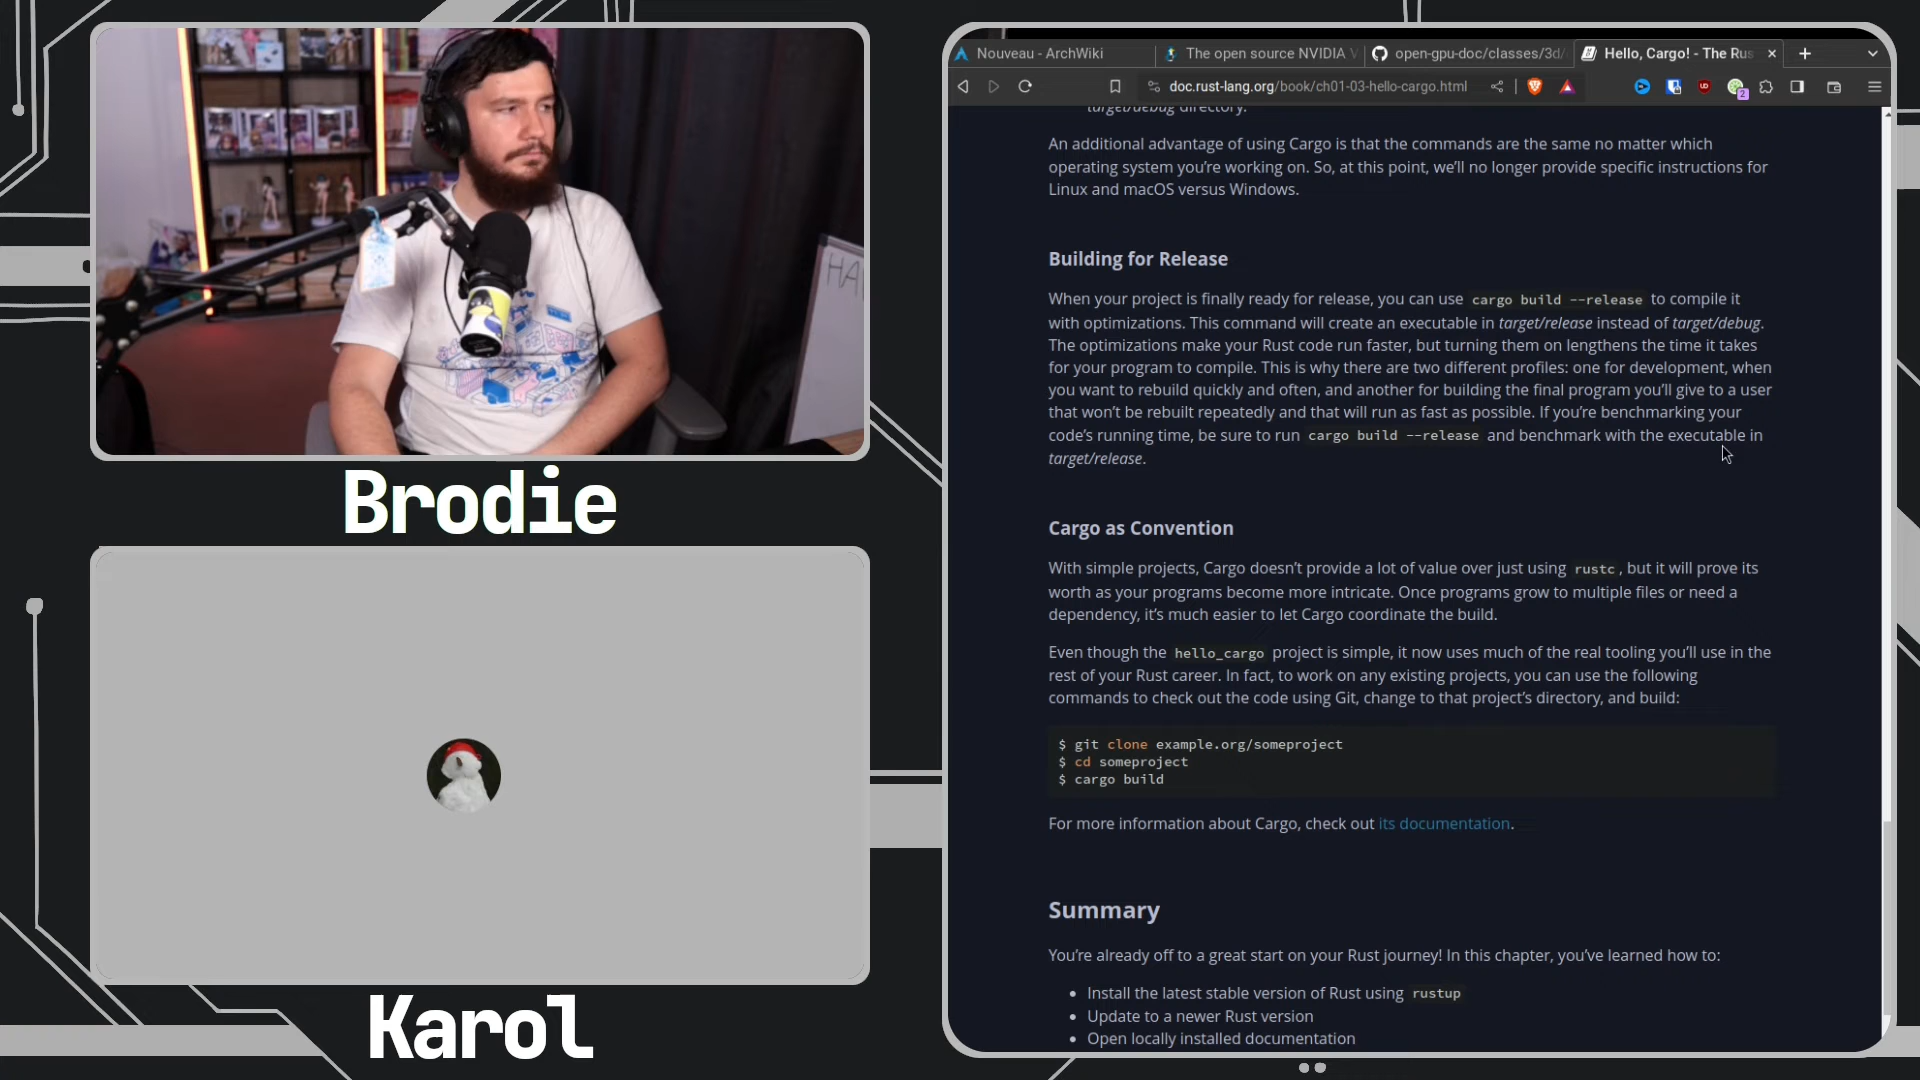 Nouveau - ArchWiki
The open source NVIDIA V
open-gpu-doc/classes/3d/
Hello, Cargo! - The Rus
doc.rust-lang.org/book/ch01-03-hello-cargo.html
2
target/debug directory.
An additional advantage of using Cargo is that the commands are the same no matter which
operating system you’re working on. So, at this point, we’ll no longer provide specific instructions for
Linux and macOS versus Windows.
Building for Release
When your project is finally ready for release, you can use cargo build --release to compile it
with optimizations. This command will create an executable in target/release instead of target/debug.
The optimizations make your Rust code run faster, but turning them on lengthens the time it takes
for your program to compile. This is why there are two different profiles: one for development, when
you want to rebuild quickly and often, and another for building the final program you’ll give to a user
that won’t be rebuilt repeatedly and that will run as fast as possible. If you’re benchmarking your
code’s running time, be sure to run cargo build --release and benchmark with the executable in
target/release.
Cargo as Convention
With simple projects, Cargo doesn’t provide a lot of value over just using rustc, but it will prove its
worth as your programs become more intricate. Once programs grow to multiple files or need a
dependency, it’s much easier to let Cargo coordinate the build.
Even though the hello_cargo project is simple, it now uses much of the real tooling you’ll use in the
rest of your Rust career. In fact, to work on any existing projects, you can use the following
commands to check out the code using Git, change to that project’s directory, and build:
$ git clone example.org/someproject
$ cd someproject
$ cargo build
For more information about Cargo, check out its documentation.
Summary
You’re already off to a great start on your Rust journey! In this chapter, you’ve learned how to:
• Install the latest stable version of Rust using rustup
• Update to a newer Rust version
• Open locally installed documentation
HA
Brodie
Karol